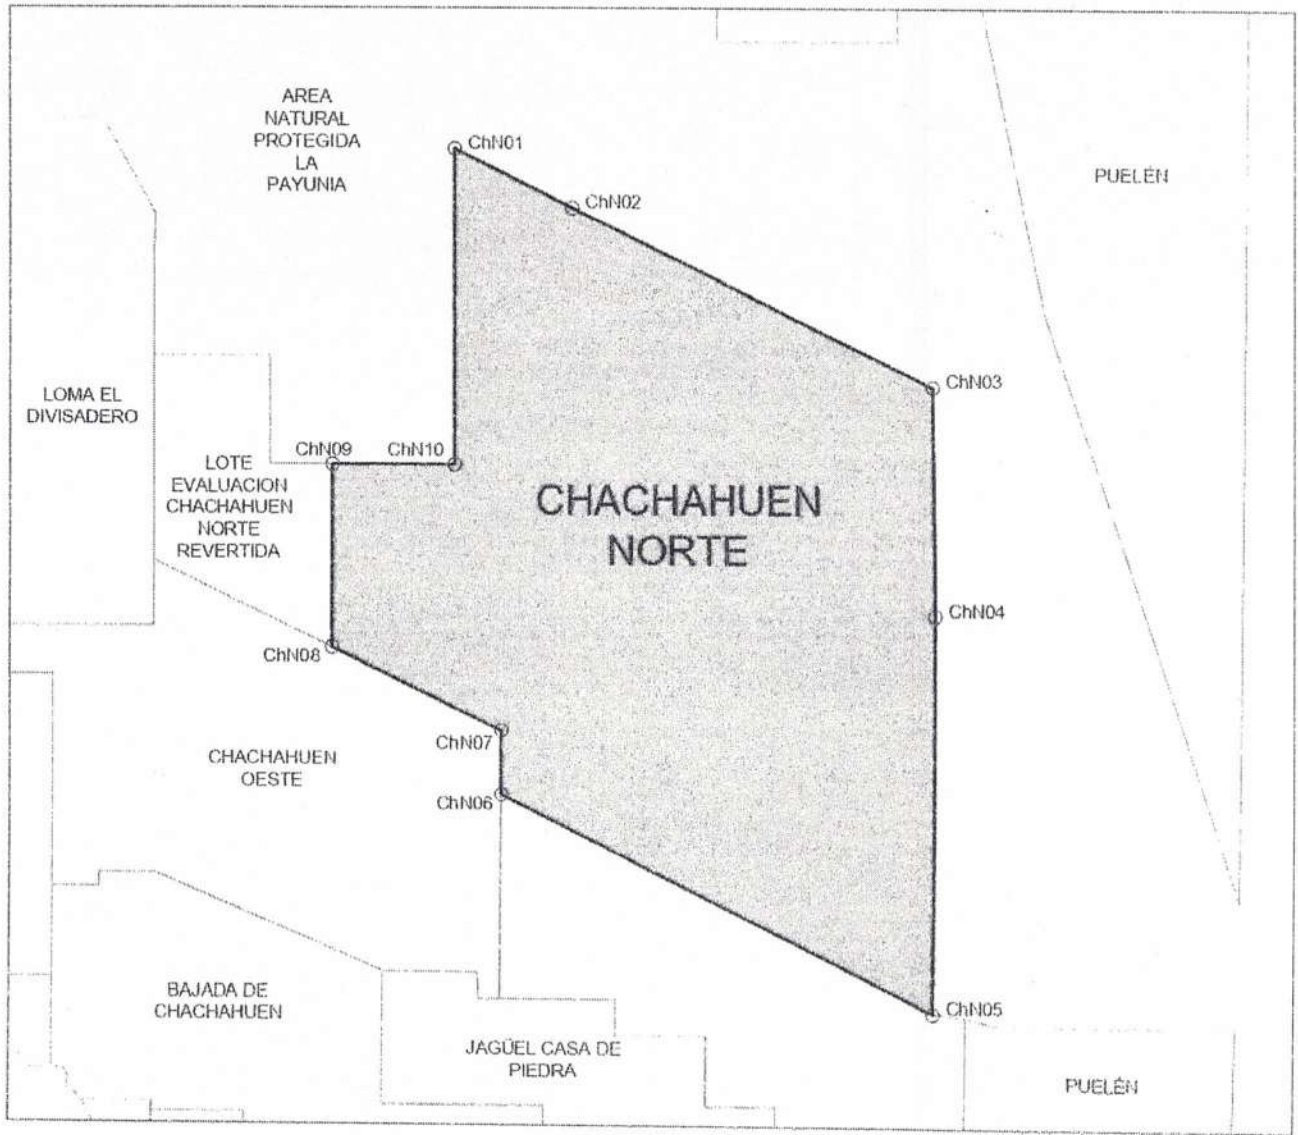 AREA
NATURAL
PROTEGIDA
LA
PAYUNIA
ChN01
PUELÉN
ChN02
ChN03
LOMA EL
DIVISADERO
ChN09
ChN10
LOTE
EVALUACION
CHACHAHUEN
NORTE
REVERTIDA
CHACHAHUEN
NORTE
ChN04
ChN08
ChN07
CHACHAHUEN
OESTE
ChN06
BAJADA DE
CHACHAHUEN
ChN05
JAGÜEL CASA DE
PIEDRA
PUELÉN